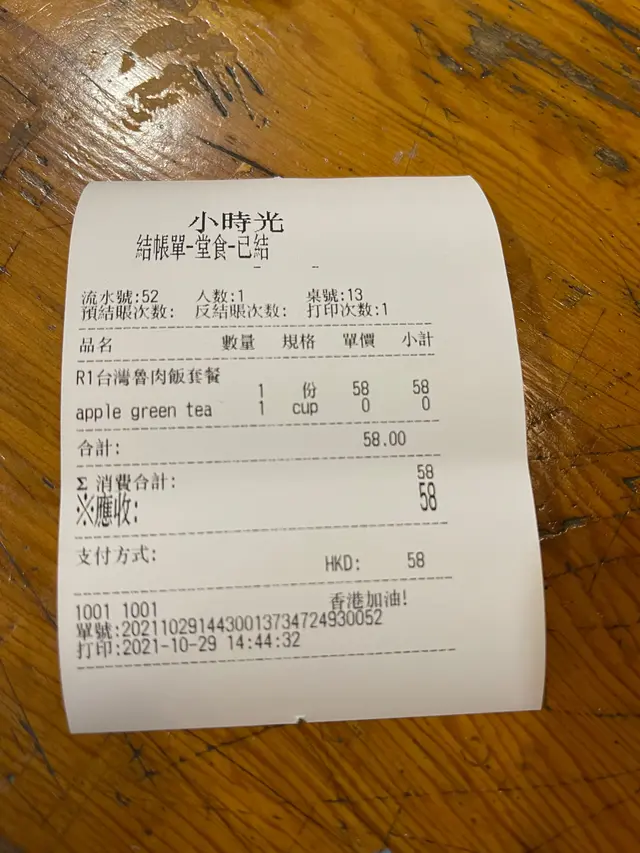 小時光
結帳單-堂食-已結
流水號:52 人数:1 桌號:13
預結賬次數: 反結賬次數: 打印次數:1
品名 數量 規格 單價 小計
R1台灣魯肉飯套餐
1 份 58 58
apple green tea 1 cup 0 0
合計: 58.00
Σ 消費合計: 58
※應收: 58
支付方式:
HKD: 58
1001 1001 香港加油!
單號:2021102914430013734724930052
打印:2021-10-29 14:44:32